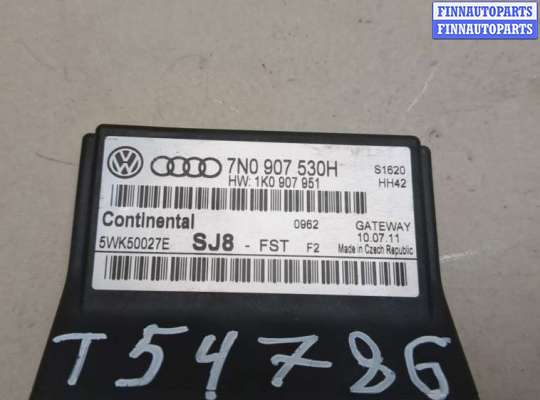 FINNAUTOPARTS
FINNAUTOPARTS
7N0 907 530H
S1620
HW: 1K0 907 951
HH42
Continental
0962
GATEWAY
5WK50027E
SJ8 - FST F2
10.07.11
Made in Czech Republic
T54786